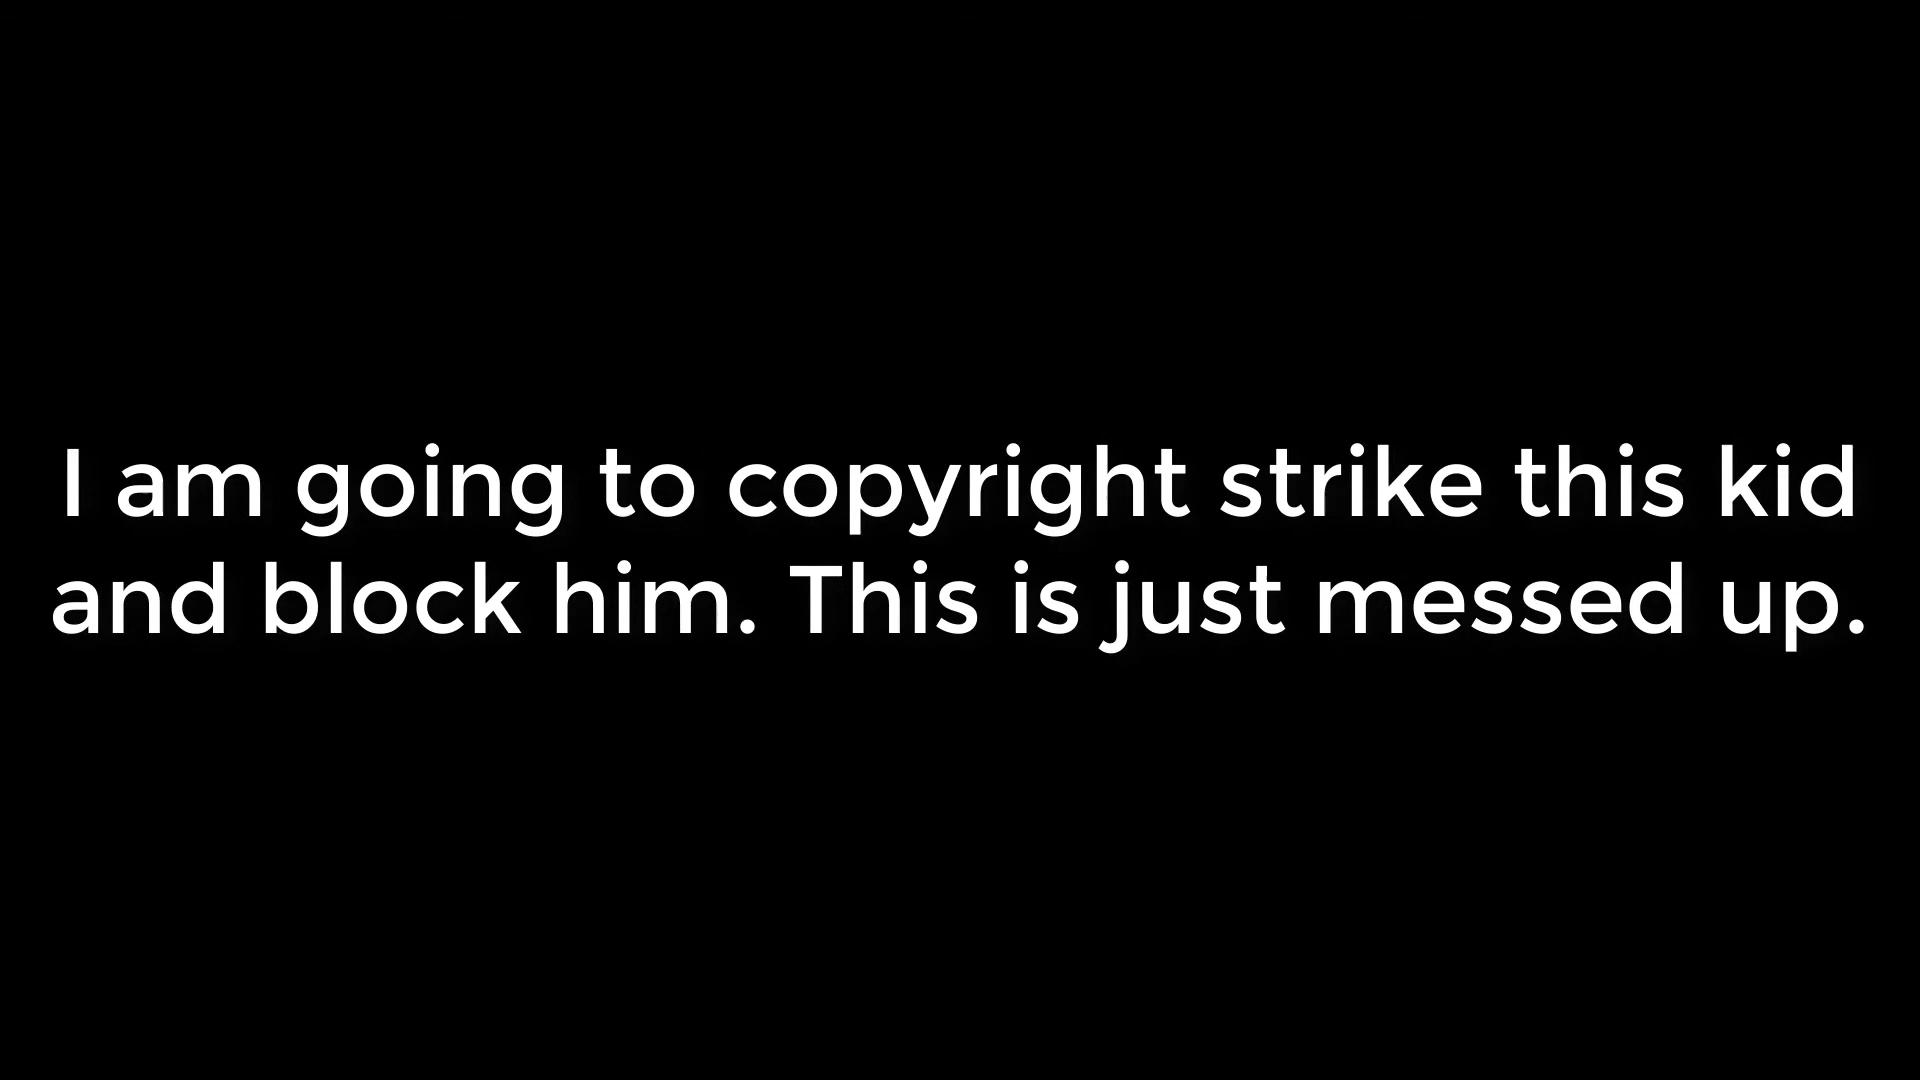 I am going to copyright strike this kid
and block him. This is just messed up.